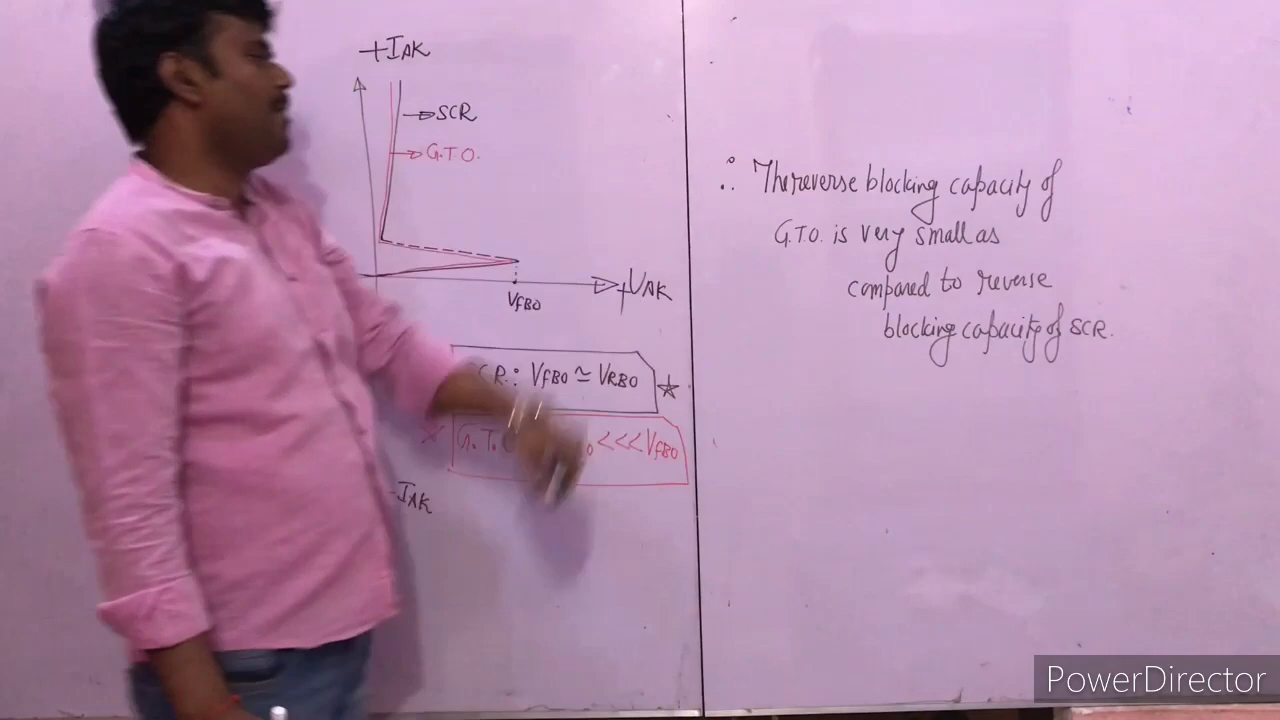 +IAK
SCR
G.T.O.
+VAK
VfBO
: VfBO ≃ VRBO
G.T. <<< VfBO
-IAK
∴ The reverse blocking capacity of
G.T.O. is very small as
compared to reverse
blocking capacity of SCR.
PowerDirector